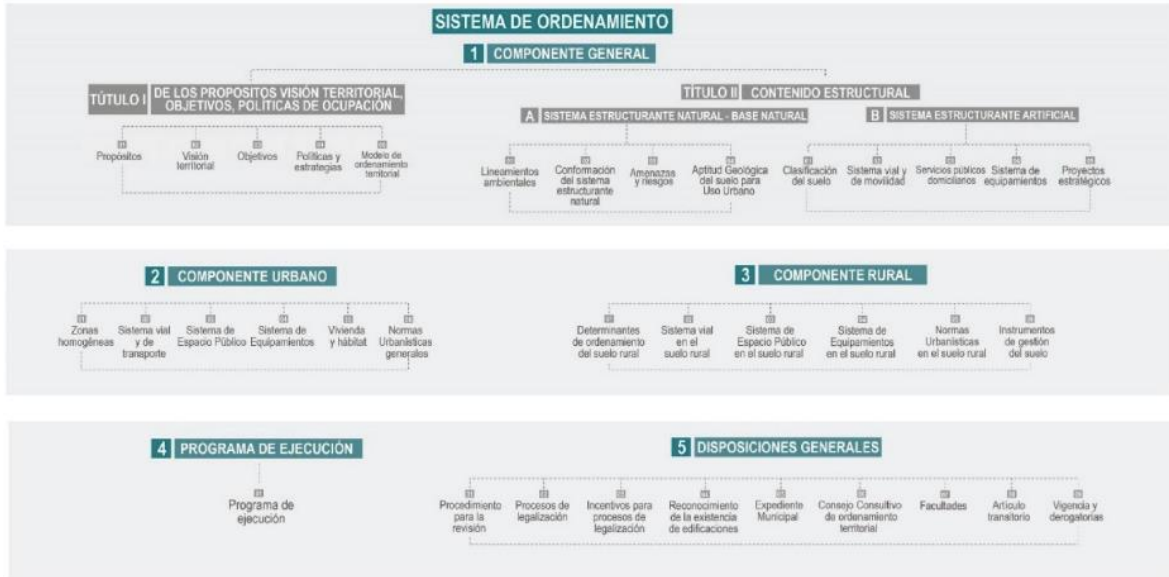 SISTEMA DE ORDENAMIENTO
1 COMPONENTE GENERAL
TÚTULO I
DE LOS PROPOSITOS VISIÓN TERRITORIAL,
OBJETIVOS, POLÍTICAS DE OCUPACIÓN
Propósitos
Visión
territorial
Objetivos
Políticas y
estrategias
Modelo de
ordenamiento
territorial
TÍTULO II CONTENIDO ESTRUCTURAL
A SISTEMA ESTRUCTURANTE NATURAL - BASE NATURAL
Lineamientos
ambientales
Conformación
del sistema
estructurante
natural
Amenazas
y riesgos
Aptitud Geológica
del suelo para
Uso Urbano
B SISTEMA ESTRUCTURANTE ARTIFICIAL
Clasificación
del suelo
Sistema vial y
de movilidad
Servicios públicos
domiciliarios
Sistema de
equipamientos
Proyectos
estratégicos
2 COMPONENTE URBANO
Zonas
homogéneas
Sistema vial
y de
transporte
Sistema de
Espacio Público
Sistema de
Equipamientos
Vivienda
y hábitat
Normas
Urbanísticas
generales
3 COMPONENTE RURAL
Determinantes
de ordenamiento
del suelo rural
Sistema vial
en el
suelo rural
Sistema de
Espacio Público
en el suelo rural
Sistema de
Equipamientos
en el suelo rural
Normas
Urbanísticas
en el suelo rural
Instrumentos
de gestión
del suelo
4 PROGRAMA DE EJECUCIÓN
Programa de
ejecución
5 DISPOSICIONES GENERALES
Procedimiento
para la
revisión
Procesos de
legalización
Incentivos para
procesos de
legalización
Reconocimiento
de la existencia
de edificaciones
Expediente
Municipal
Consejo Consultivo
de ordenamiento
territorial
Facultades
Artículo
transitorio
Vigencia y
derogatorias